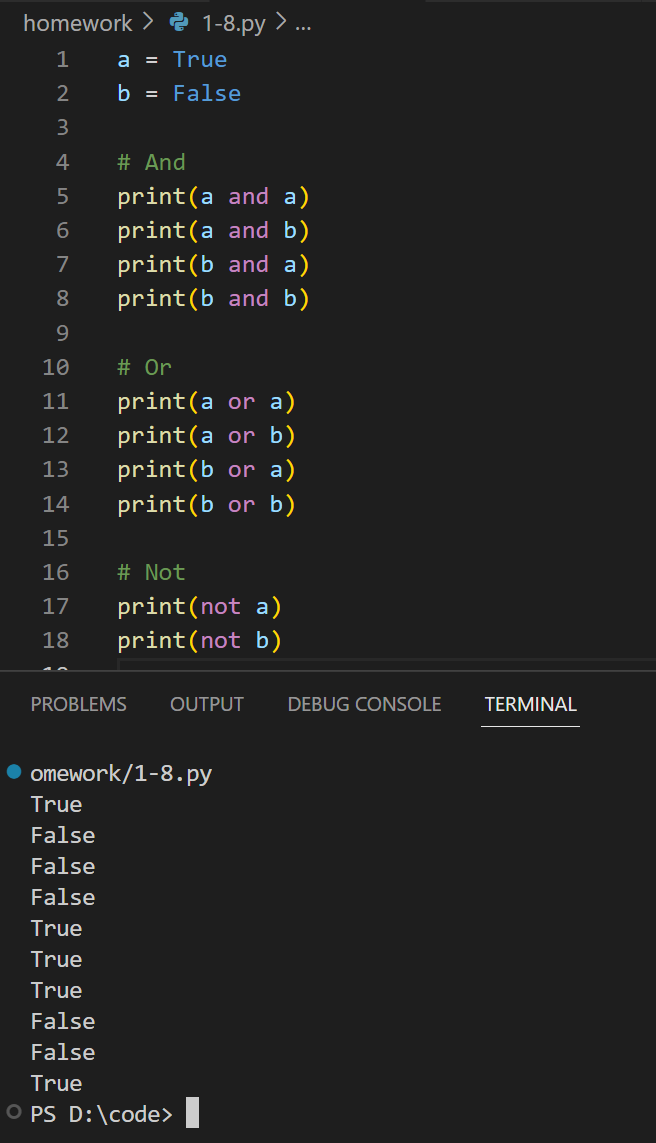 homework > 1-8.py > ...
1 a = True
2 b = False
3
4 # And
5 print(a and a)
6 print(a and b)
7 print(b and a)
8 print(b and b)
9
10 # Or
11 print(a or a)
12 print(a or b)
13 print(b or a)
14 print(b or b)
15
16 # Not
17 print(not a)
18 print(not b)
PROBLEMS OUTPUT DEBUG CONSOLE TERMINAL
omework/1-8.py
True
False
False
False
True
True
True
False
False
True
PS D:\code>